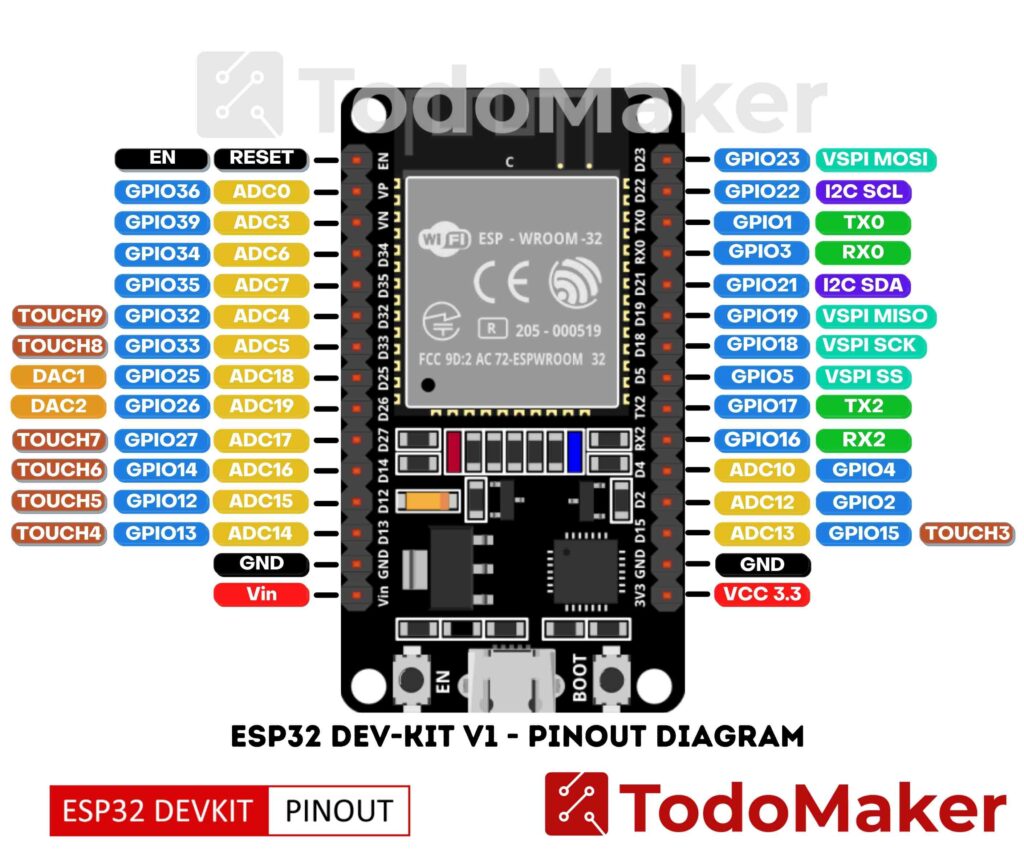 TodoMaker
C
EN RESET EN D23 GPIO23 VSPI MOSI
GPIO36 ADC0 VP D22 GPIO22 I2C SCL
GPIO39 ADC3 VN TX0 GPIO1 TX0
GPIO34 ADC6 D34 RX0 GPIO3 RX0
GPIO35 ADC7 D35 D21 GPIO21 I2C SDA
TOUCH9 GPIO32 ADC4 D32 D19 GPIO19 VSPI MISO
TOUCH8 GPIO33 ADC5 D33 D18 GPIO18 VSPI SCK
DAC1 GPIO25 ADC18 D25 D5 GPIO5 VSPI SS
DAC2 GPIO26 ADC19 D26 TX2 GPIO17 TX2
TOUCH7 GPIO27 ADC17 D27 RX2 GPIO16 RX2
TOUCH6 GPIO14 ADC16 D14 D4 ADC10 GPIO4
TOUCH5 GPIO12 ADC15 D12 D2 ADC12 GPIO2
TOUCH4 GPIO13 ADC14 D13 D15 ADC13 GPIO15 TOUCH3
GND GND GND GND
Vin Vin 3V3 VCC 3.3
WiFi ESP - WROOM -32
CE
R 205 - 000519
FCC 9D:2 AC 72-ESPWROOM 32
EN BOOT
ESP32 DEV-KIT V1 - PINOUT DIAGRAM
ESP32 DEVKIT PINOUT
TodoMaker